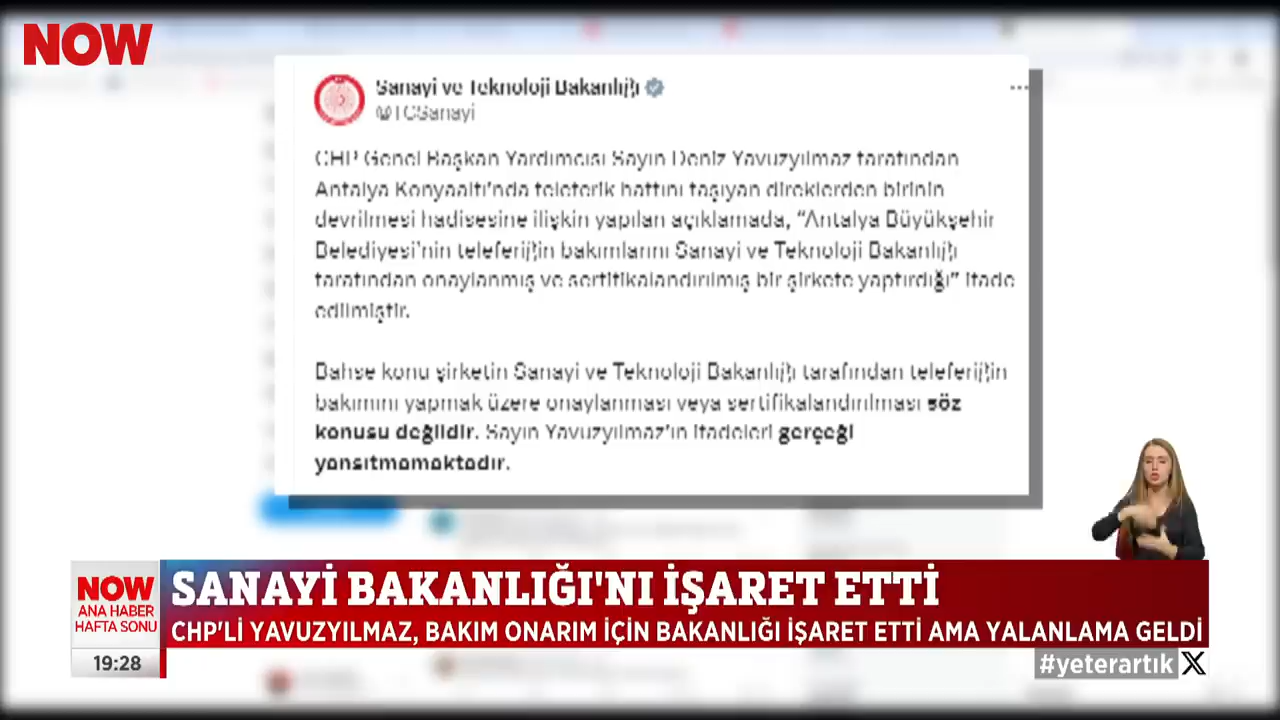 NOW
Sanayi ve Teknoloji Bakanlığı
@TCSanayi
CHP Genel Başkan Yardımcısı Sayın Deniz Yavuzyılmaz tarafından
Antalya Konyaaltı'nda teleferik hattını taşıyan direklerden birinin
devrilmesi hadisesine ilişkin yapılan açıklamada, “Antalya Büyükşehir
Belediyesi'nin teleferiğin bakımlarını Sanayi ve Teknoloji Bakanlığı
tarafından onaylanmış ve sertifikalandırılmış bir şirkete yaptırdığı” ifade
edilmiştir.
Bahse konu şirketin Sanayi ve Teknoloji Bakanlığı tarafından teleferiğin
bakımını yapmak üzere onaylanması veya sertifikalandırılması söz
konusu değildir. Sayın Yavuzyılmaz'ın ifadeleri gerçeği
yansıtmamaktadır.
NOW
ANA HABER
HAFTA SONU
19:28
SANAYİ BAKANLIĞI'NI İŞARET ETTİ
CHP'Lİ YAVUZYILMAZ, BAKIM ONARIM İÇİN BAKANLIĞI İŞARET ETTİ AMA YALANLAMA GELDİ
#yeterartık X